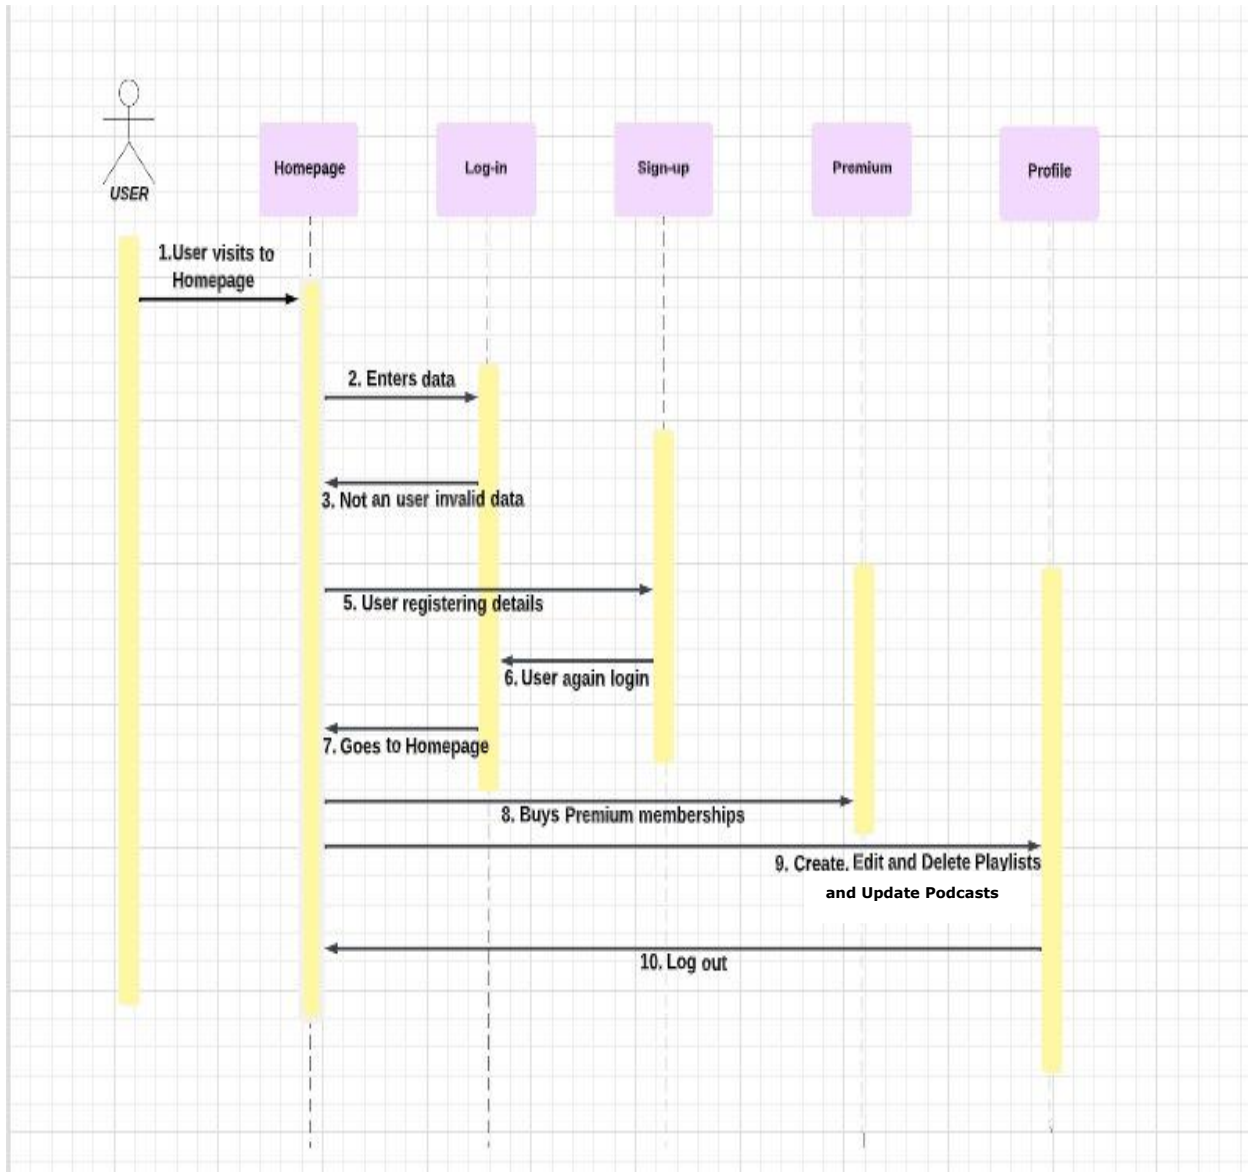 USER
Homepage
Log-in
Sign-up
Premium
Profile
1.User visits to
Homepage
2. Enters data
3. Not an user invalid data
5. User registering details
6. User again login
7. Goes to Homepage
8. Buys Premium memberships
9. Create. Edit and Delete Playlists
and Update Podcasts
10. Log out